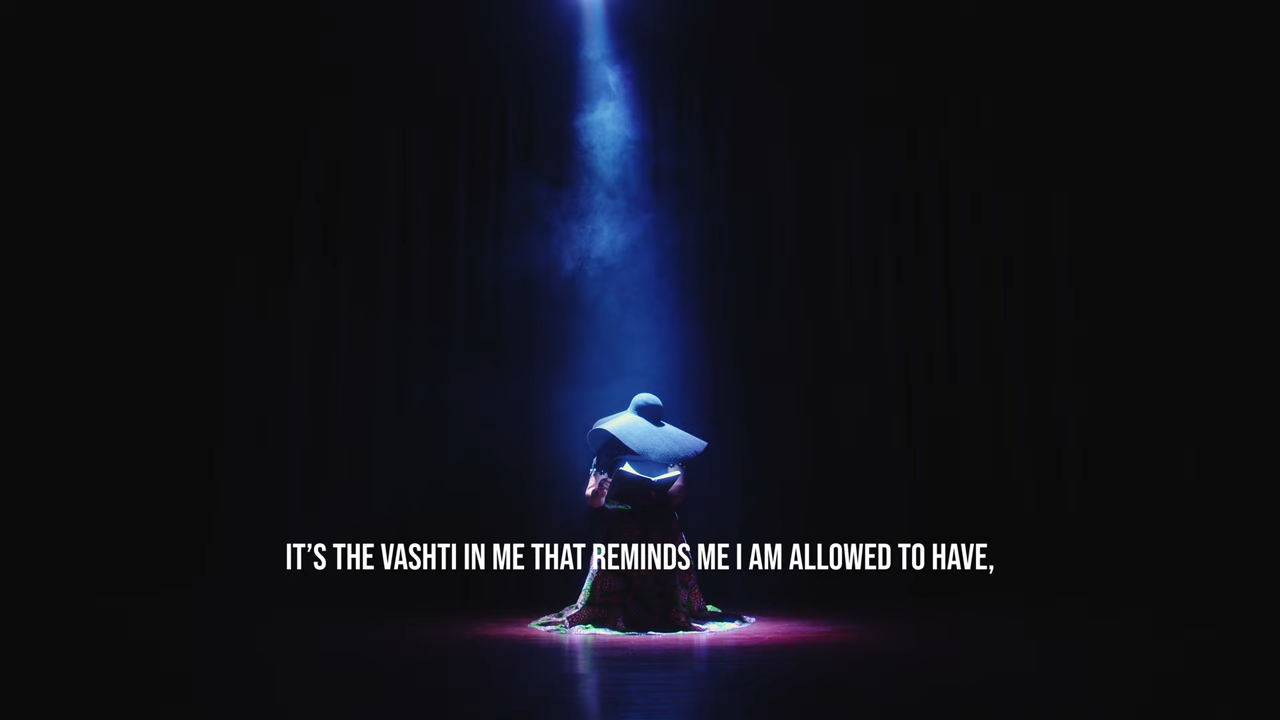 IT’S THE VASHTI IN ME THAT REMINDS ME I AM ALLOWED TO HAVE,